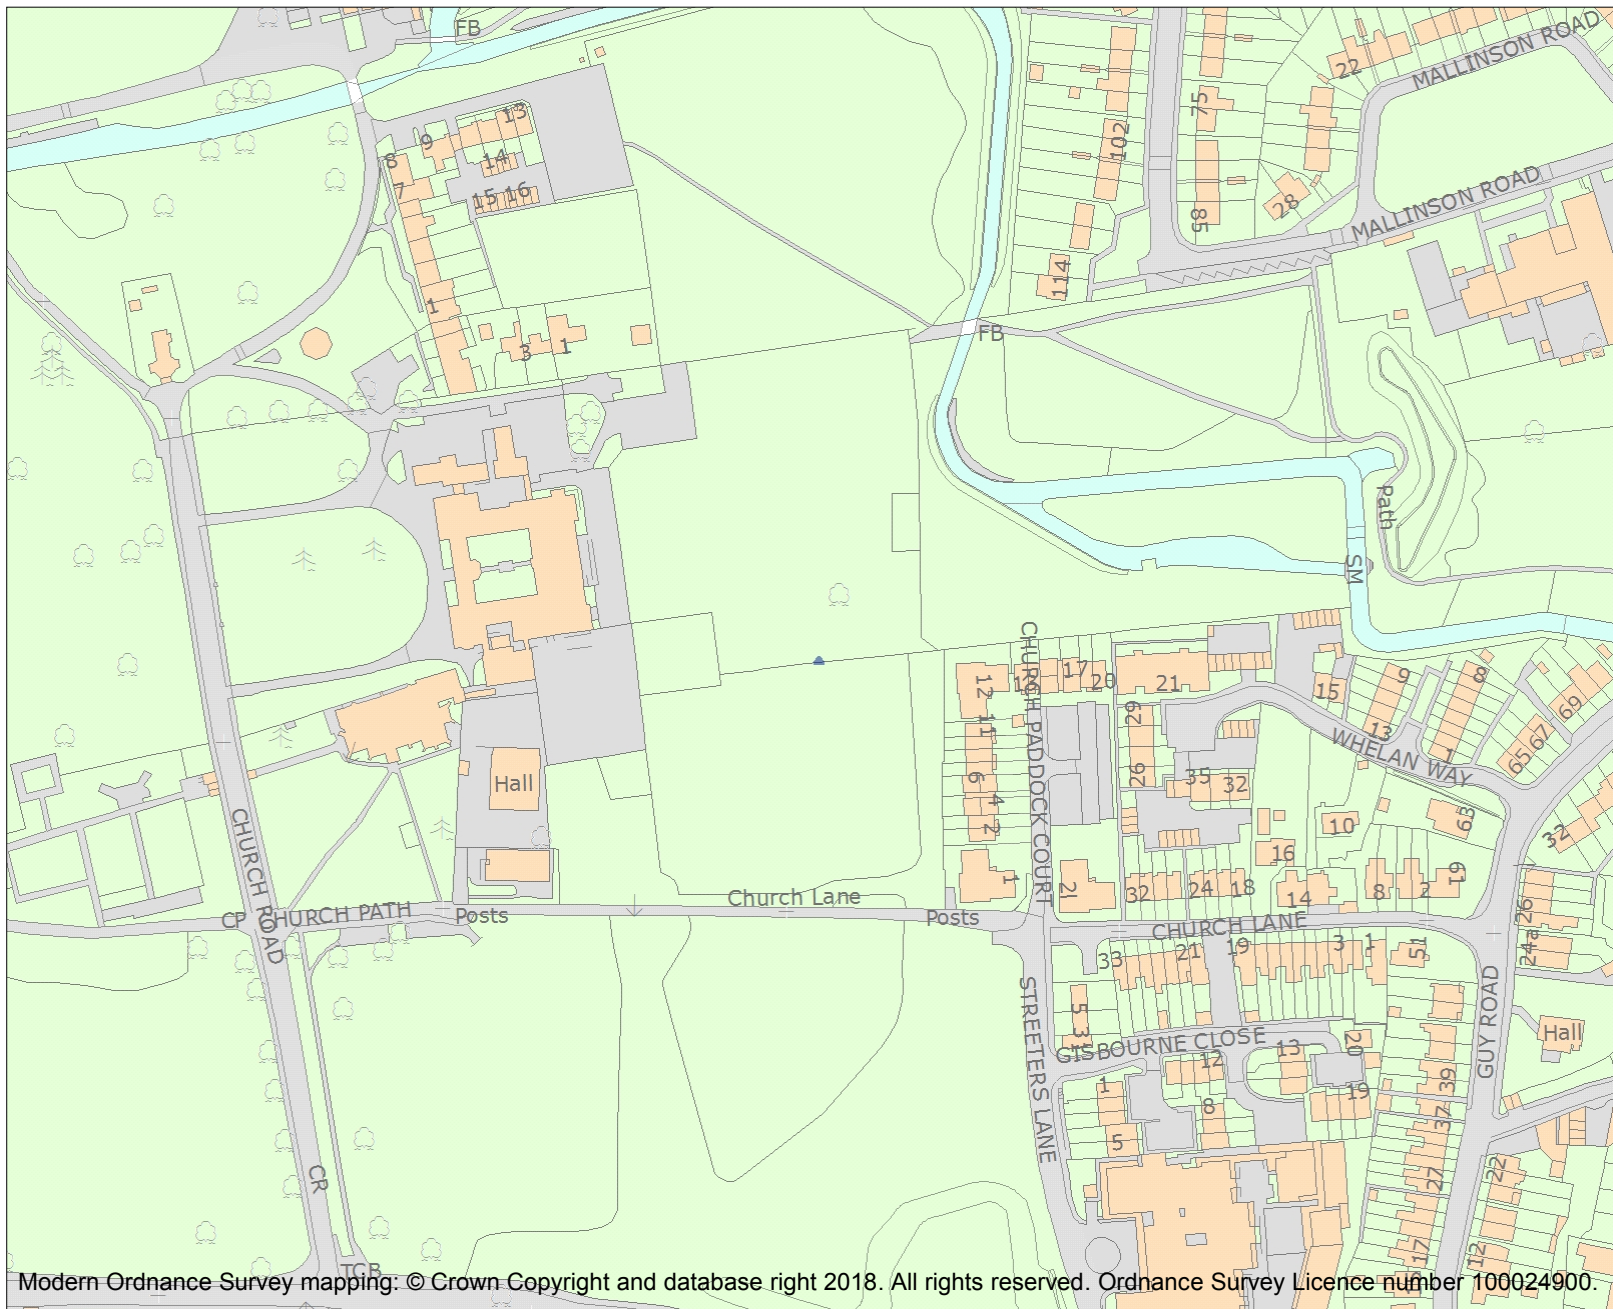 FB
MALLINSON ROAD
22
13
75
9
102
8
14
7
15 16
MALLINSON ROAD
28
85
114
1
FB
3
1
Path
SM
CHURCH PADDOCK COURT
17
9
8
12
20
21
15
69
29
11
13
67
WHELAN WAY
1
65
26
35
32
6
Hall
4
63
2
10
32
CHURCH ROAD
16
1
21
61
32
24
18
14
8
2
Church Lane
CP
CHURCH PATH
Posts
Posts
26
CHURCH LANE
24a
33
21
19
3
1
51
STREETERS LANE
5
GUY ROAD
Hall
31
GISBOURNE CLOSE
20
12
13
1
39
19
8
37
5
CR
27
22
17
12
TCB
Modern Ordnance Survey mapping: © Crown Copyright and database right 2018. All rights reserved. Ordnance Survey Licence number 100024900.